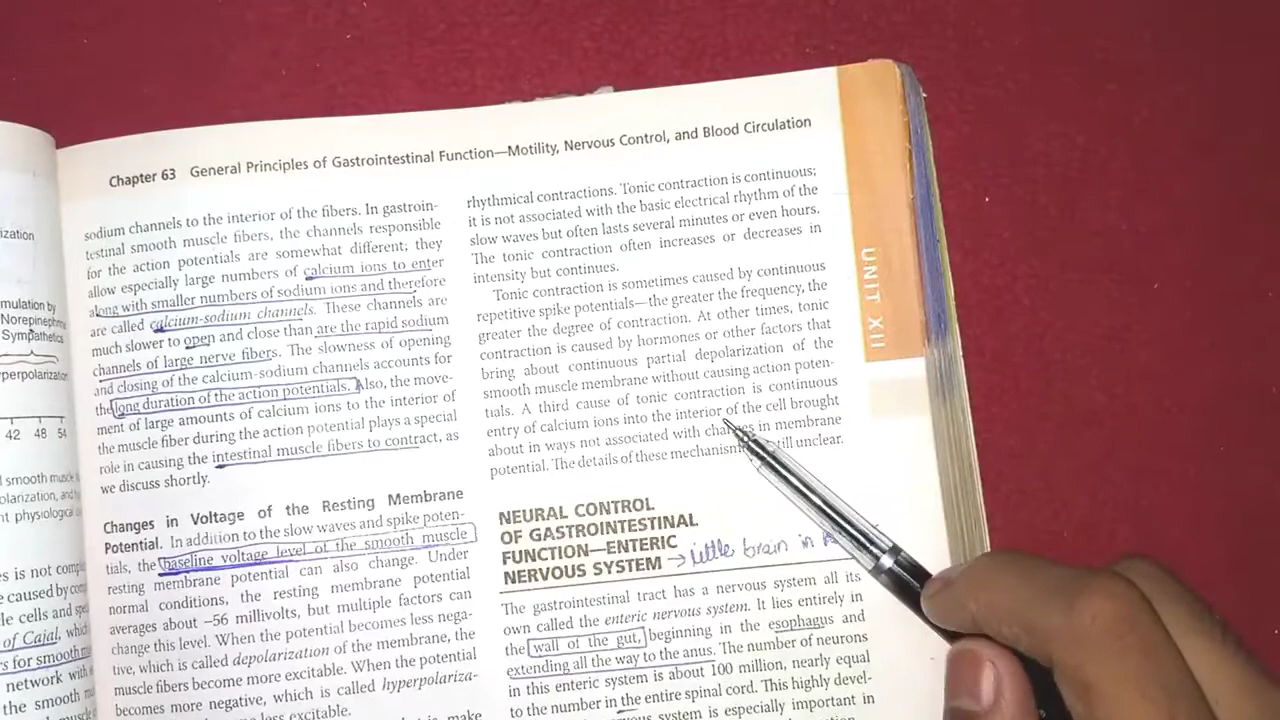 ization
mulation by
Norepinephr
Sympathetics
yperpolarization
42 48 54
l smooth muscle
olarization, and
nt physiological
es is not comp
e caused by
le cells and
of Cajal, which
rs for smooth
network with
the smooth
Chapter 63 General Principles of Gastrointestinal Function—Motility, Nervous Control, and Blood Circulation
sodium channels to the interior of the fibers. In gastroin-
testinal smooth muscle fibers, the channels responsible
for the action potentials are somewhat different; they
allow especially large numbers of calcium ions to enter
along with smaller numbers of sodium ions and therefore
are called calcium-sodium channels. These channels are
much slower to open and close than are the rapid sodium
channels of large nerve fibers. The slowness of opening
and closing of the calcium-sodium channels accounts for
the long duration of the action potentials. Also, the move-
ment of large amounts of calcium ions to the interior of
the muscle fiber during the action potential plays a special
role in causing the intestinal muscle fibers to contract, as
we discuss shortly.
Changes in Voltage of the Resting Membrane
Potential. In addition to the slow waves and spike poten-
tials, the baseline voltage level of the smooth muscle
resting membrane potential can also change. Under
normal conditions, the resting membrane potential
averages about –56 millivolts, but multiple factors can
change this level. When the potential becomes less nega-
tive, which is called depolarization of the membrane, the
muscle fibers become more excitable. When the potential
becomes more negative, which is called hyperpolariza-
less excitable.
make
rhythmical contractions. Tonic contraction is continuous;
it is not associated with the basic electrical rhythm of the
slow waves but often lasts several minutes or even hours.
The tonic contraction often increases or decreases in
intensity but continues.
Tonic contraction is sometimes caused by continuous
repetitive spike potentials—the greater the frequency, the
greater the degree of contraction. At other times, tonic
contraction is caused by hormones or other factors that
bring about continuous partial depolarization of the
smooth muscle membrane without causing action poten-
tials. A third cause of tonic contraction is continuous
entry of calcium ions into the interior of the cell brought
about in ways not associated with changes in membrane
potential. The details of these mechanism till unclear.
NEURAL CONTROL
OF GASTROINTESTINAL
FUNCTION—ENTERIC
NERVOUS SYSTEM → little brain in
The gastrointestinal tract has a nervous system all its
own called the enteric nervous system. It lies entirely in
the wall of the gut, beginning in the esophagus and
extending all the way to the anus. The number of neurons
in this enteric system is about 100 million, nearly equal
to the number in the entire spinal cord. This highly devel-
system is especially important in
UNIT XII